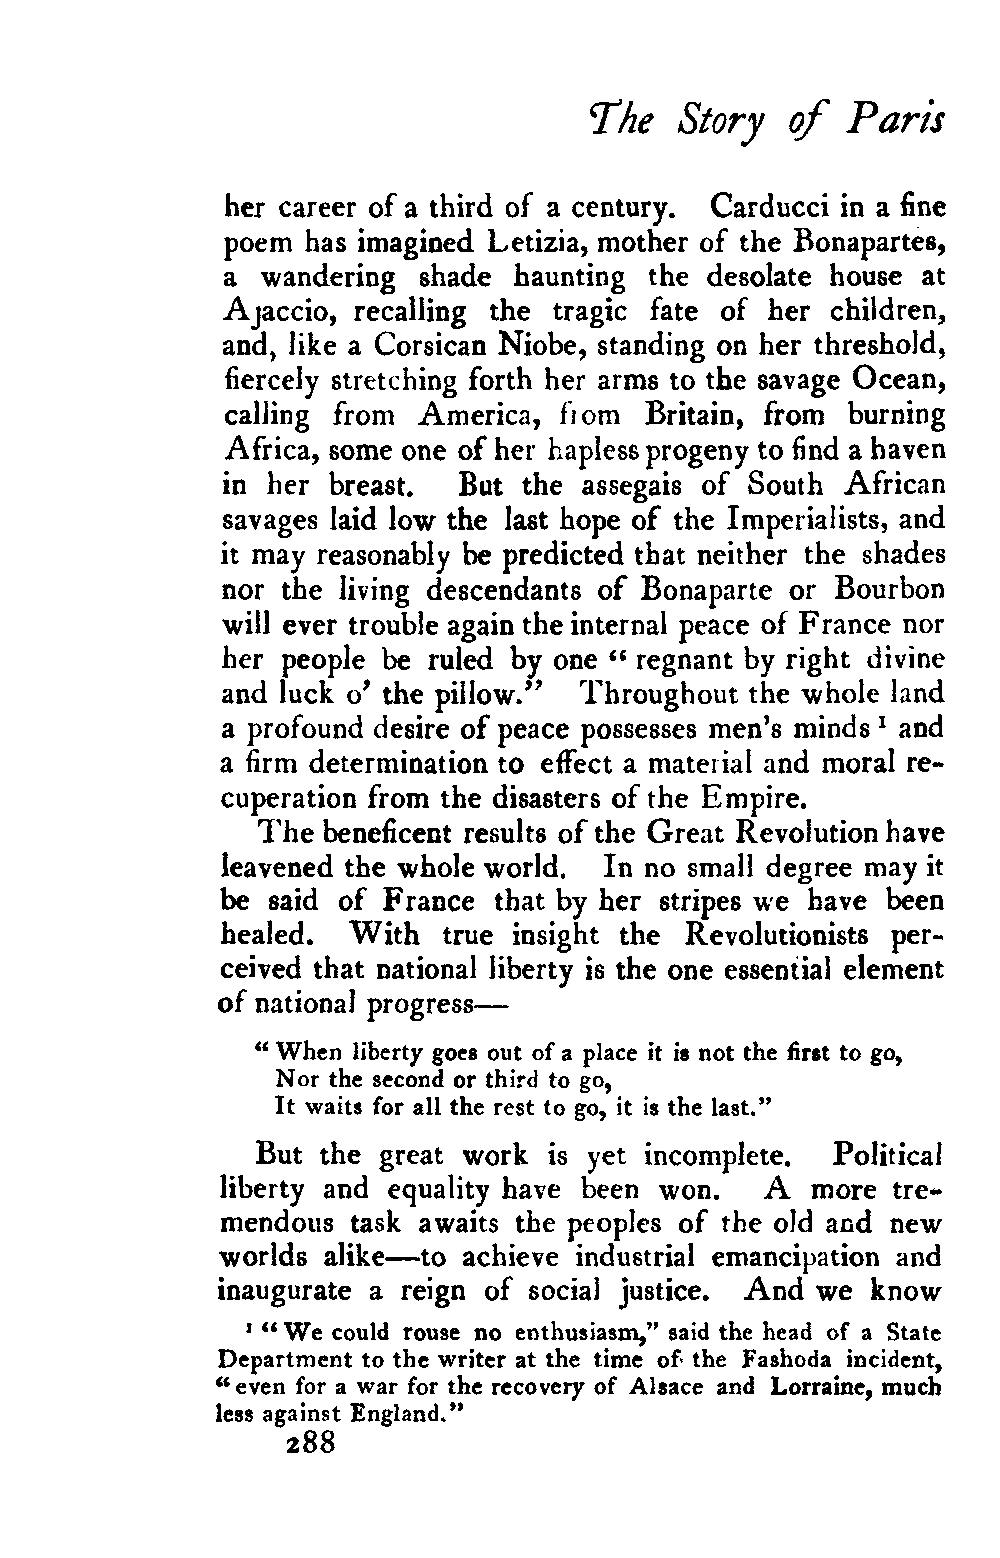 The Story of Paris
her career of a third of a century. Carducci in a fine
poem has imagined Letizia, mother of the Bonapartes,
a wandering shade haunting the desolate house at
Ajaccio, recalling the tragic fate of her children,
and, like a Corsican Niobe, standing on her threshold,
fiercely stretching forth her arms to the savage Ocean,
calling from America, from Britain, from burning
Africa, some one of her hapless progeny to find a haven
in her breast. But the assegais of South African
savages laid low the last hope of the Imperialists, and
it may reasonably be predicted that neither the shades
nor the living descendants of Bonaparte or Bourbon
will ever trouble again the internal peace of France nor
her people be ruled by one “ regnant by right divine
and luck o’ the pillow.” Throughout the whole land
a profound desire of peace possesses men’s minds ¹ and
a firm determination to effect a material and moral re-
cuperation from the disasters of the Empire.
The beneficent results of the Great Revolution have
leavened the whole world. In no small degree may it
be said of France that by her stripes we have been
healed. With true insight the Revolutionists per-
ceived that national liberty is the one essential element
of national progress—
“ When liberty goes out of a place it is not the first to go,
Nor the second or third to go,
It waits for all the rest to go, it is the last.”
But the great work is yet incomplete. Political
liberty and equality have been won. A more tre-
mendous task awaits the peoples of the old and new
worlds alike—to achieve industrial emancipation and
inaugurate a reign of social justice. And we know
¹ “ We could rouse no enthusiasm,” said the head of a State
Department to the writer at the time of the Fashoda incident,
“ even for a war for the recovery of Alsace and Lorraine, much
less against England.”
288